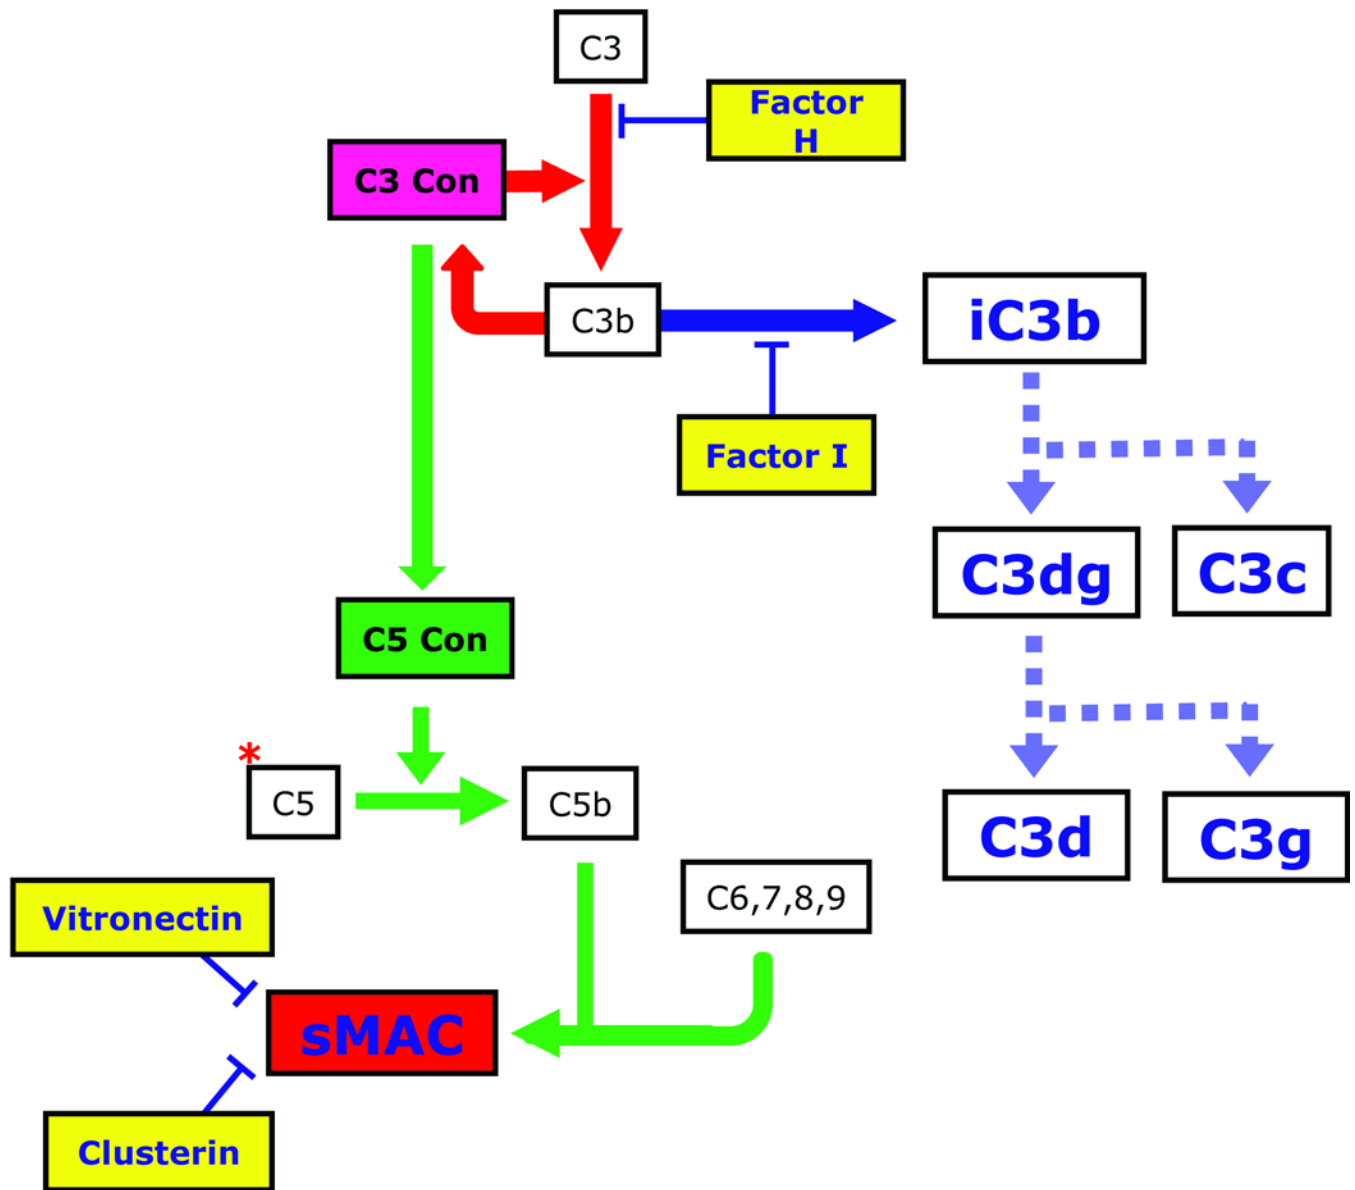 C3
Factor
H
C3 Con
C3b
iC3b
Factor I
C3dg
C3c
C5 Con
*
C5
C5b
C3d
C3g
C6,7,8,9
Vitronectin
sMAC
Clusterin